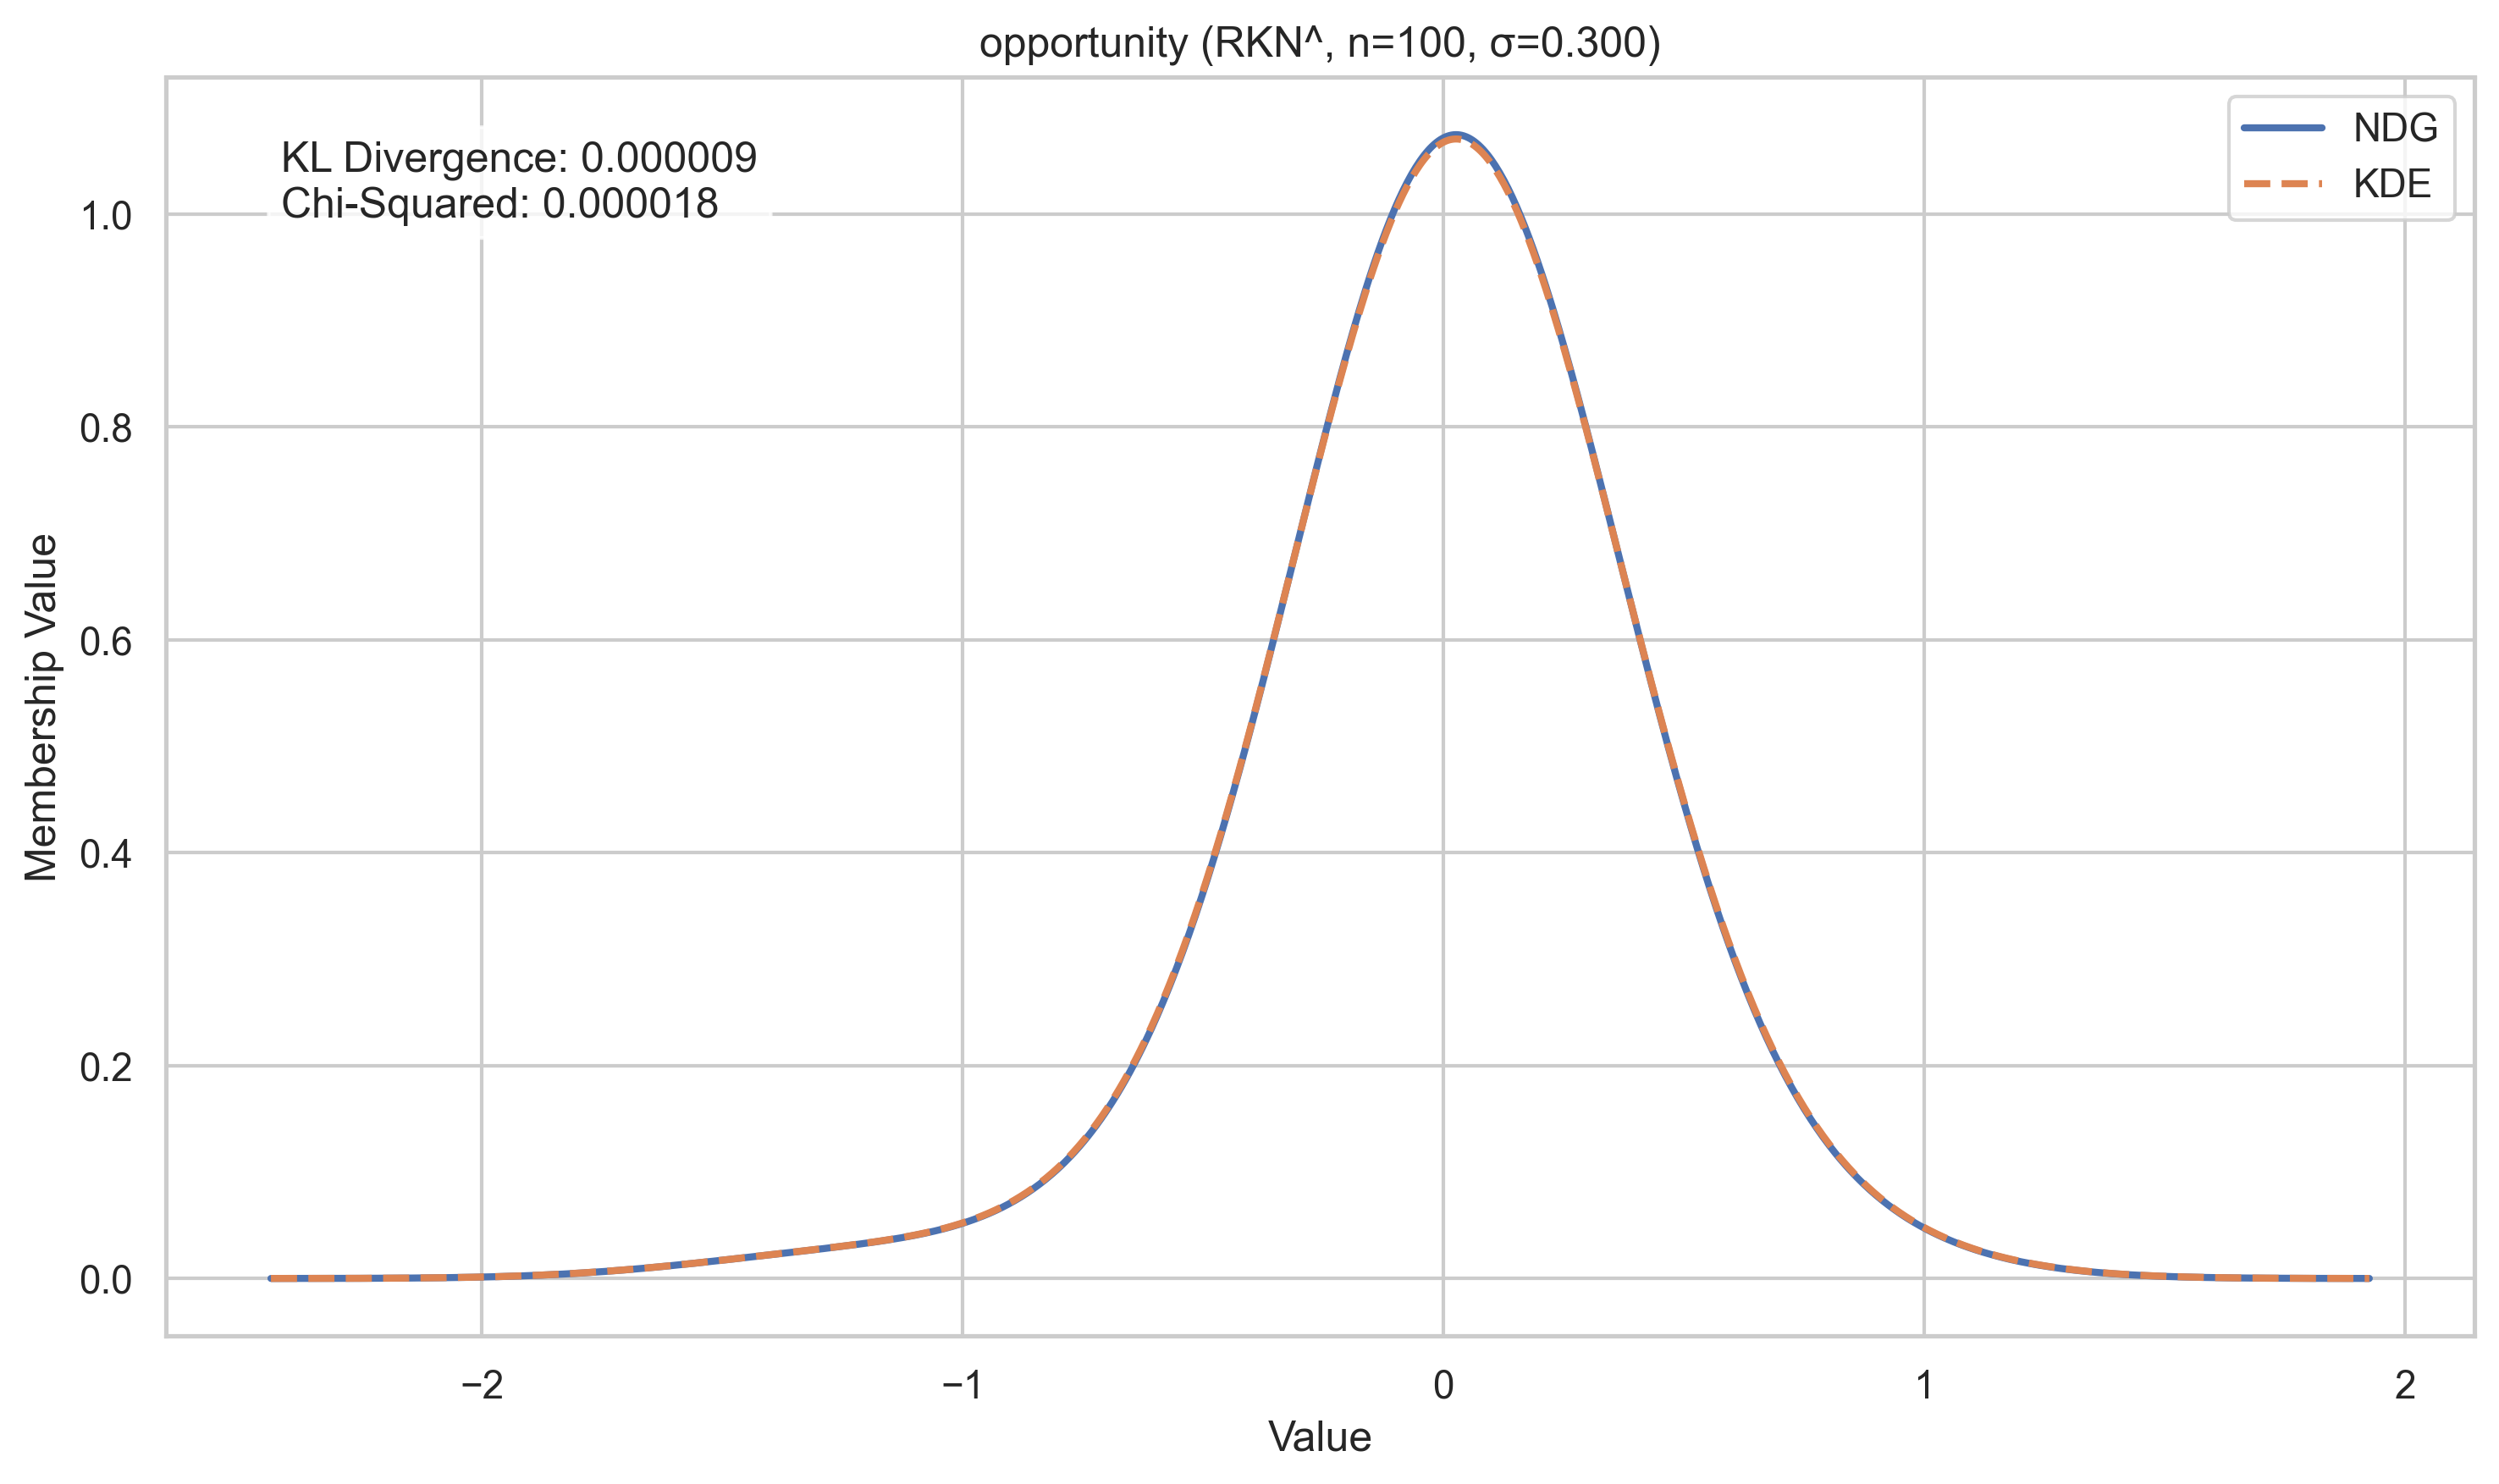 opportunity (RKN^, n=100, σ=0.300)
KL Divergence: 0.000009
Chi-Squared: 0.000018
NDG
KDE
Membership Value
1.0
0.8
0.6
0.4
0.2
0.0
−2
−1
0
1
2
Value